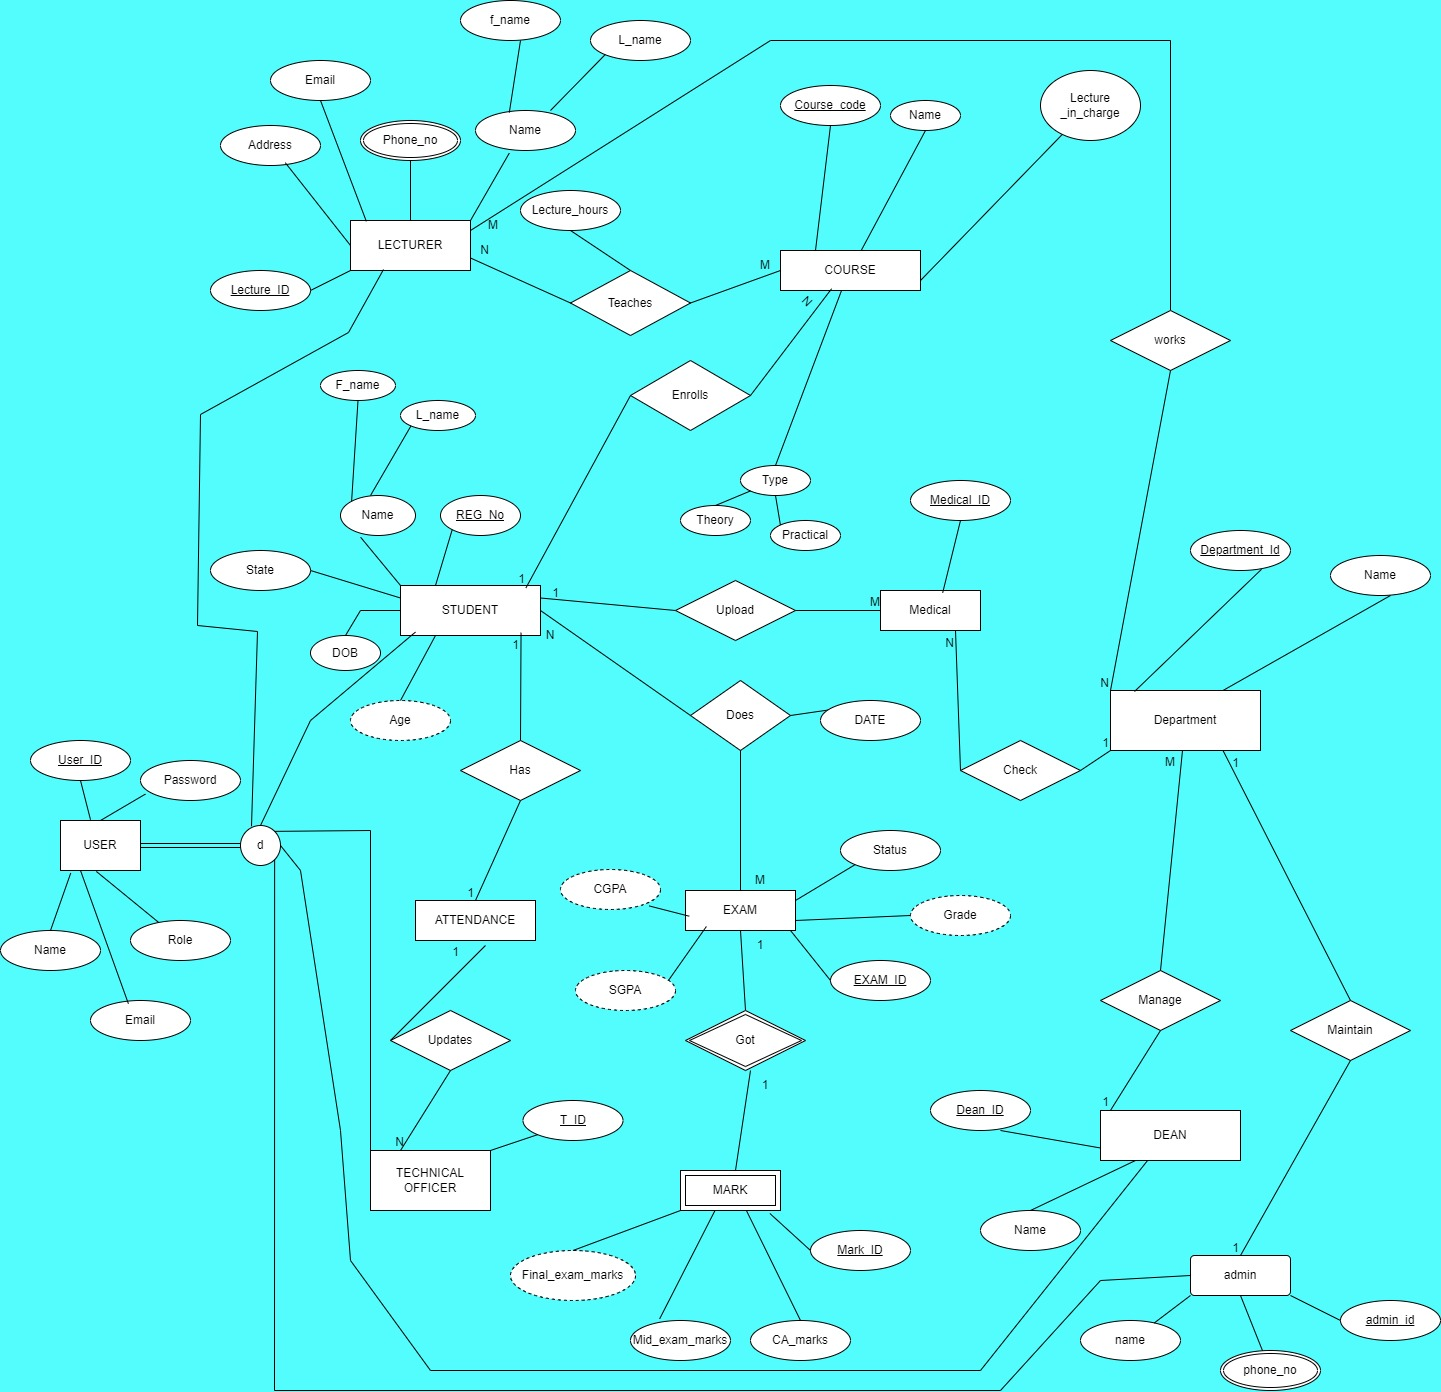 f_name
L_name
Email
Phone_no
Name
Address
Course_code
Name
Lecture
_in_charge
Lecture_hours
M
N
LECTURER
Lecture_ID
Teaches
M
COURSE
N
works
F_name
L_name
Enrolls
Name
REG_No
Type
Theory
Practical
Medical_ID
Department_Id
Name
State
1
1
STUDENT
N
1
DOB
Upload
M
Medical
N
Age
Does
DATE
N
Department
1
M
1
Check
Has
User_ID
Password
USER
d
Name
Role
Email
1
ATTENDANCE
1
Updates
N
T_ID
TECHNICAL
OFFICER
M
EXAM
1
CGPA
SGPA
Status
Grade
EXAM_ID
Got
1
MARK
Final_exam_marks
Mid_exam_marks
CA_marks
Mark_ID
Manage
Maintain
1
Dean_ID
DEAN
Name
1
admin
name
phone_no
admin_id